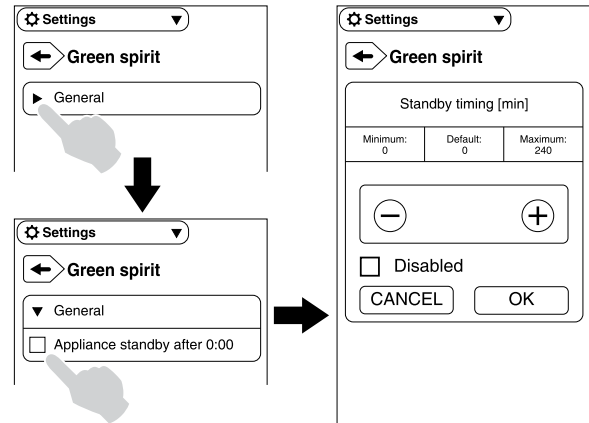 Settings
Green spirit
General
Settings
Green spirit
General
Appliance standby after 0:00
Settings
Green spirit
Standby timing [min]
Minimum: Default: Maximum:
0 0 240
Disabled
CANCEL OK